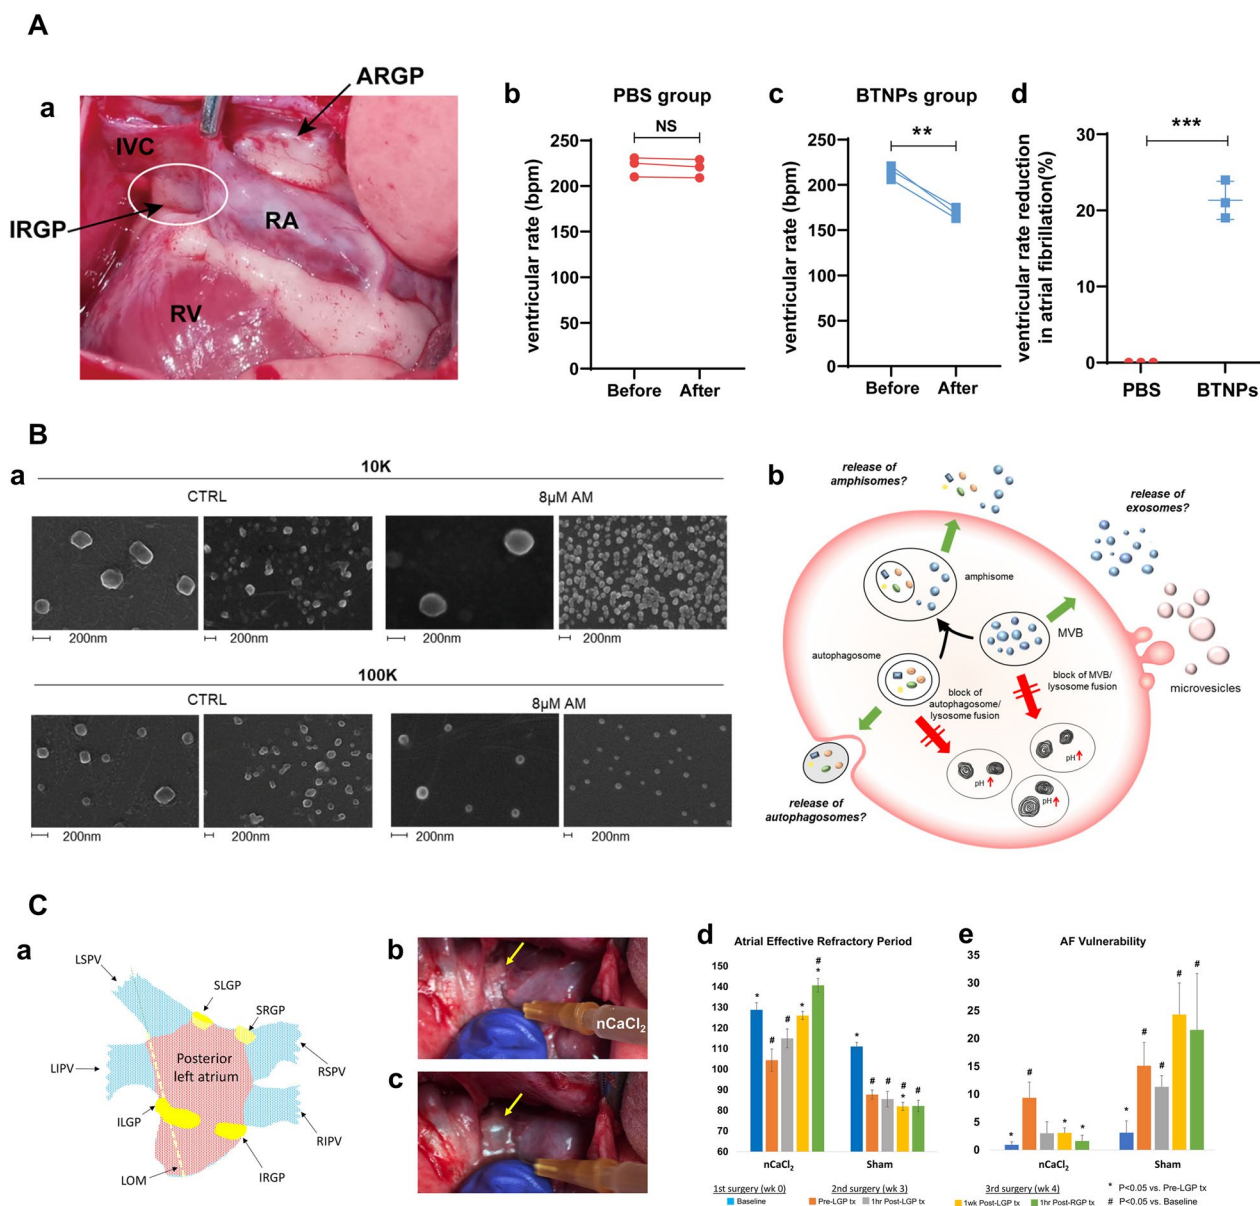 A
a
ARGP
IVC
IRGP
RA
RV
b
PBS group
NS
ventricular rate (bpm)
250
200
150
100
50
0
Before After
c
BTNPs group
**
ventricular rate (bpm)
250
200
150
100
50
0
Before After
d
***
ventricular rate reduction
in atrial fibrillation(%)
30
20
10
0
PBS BTNPs
B
a
10K
CTRL
8µM AM
200nm
200nm
200nm
200nm
100K
CTRL
8µM AM
200nm
200nm
200nm
200nm
b
release of
amphisomes?
release of
exosomes?
amphisome
MVB
autophagosome
block of
autophagosome/
lysosome fusion
block of MVB/
lysosome fusion
microvesicles
pH
pH
pH
release of
autophagosomes?
C
a
LSPV
SLGP
SRGP
LIPV
Posterior
left atrium
RSPV
ILGP
RIPV
LOM
IRGP
b
nCaCl₂
c
d
Atrial Effective Refractory Period
150
140
130
120
110
100
90
80
70
60
* # # * # *
* # # # * #
nCaCl₂ Sham
e
AF Vulnerability
35
30
25
20
15
10
5
0
* # * *
* # # # #
nCaCl₂ Sham
1st surgery (wk 0)
Baseline
2nd surgery (wk 3)
Pre-LGP tx 1hr Post-LGP tx
3rd surgery (wk 4)
1wk Post-LGP tx 1hr Post-RGP tx
* P<0.05 vs. Pre-LGP tx
# P<0.05 vs. Baseline